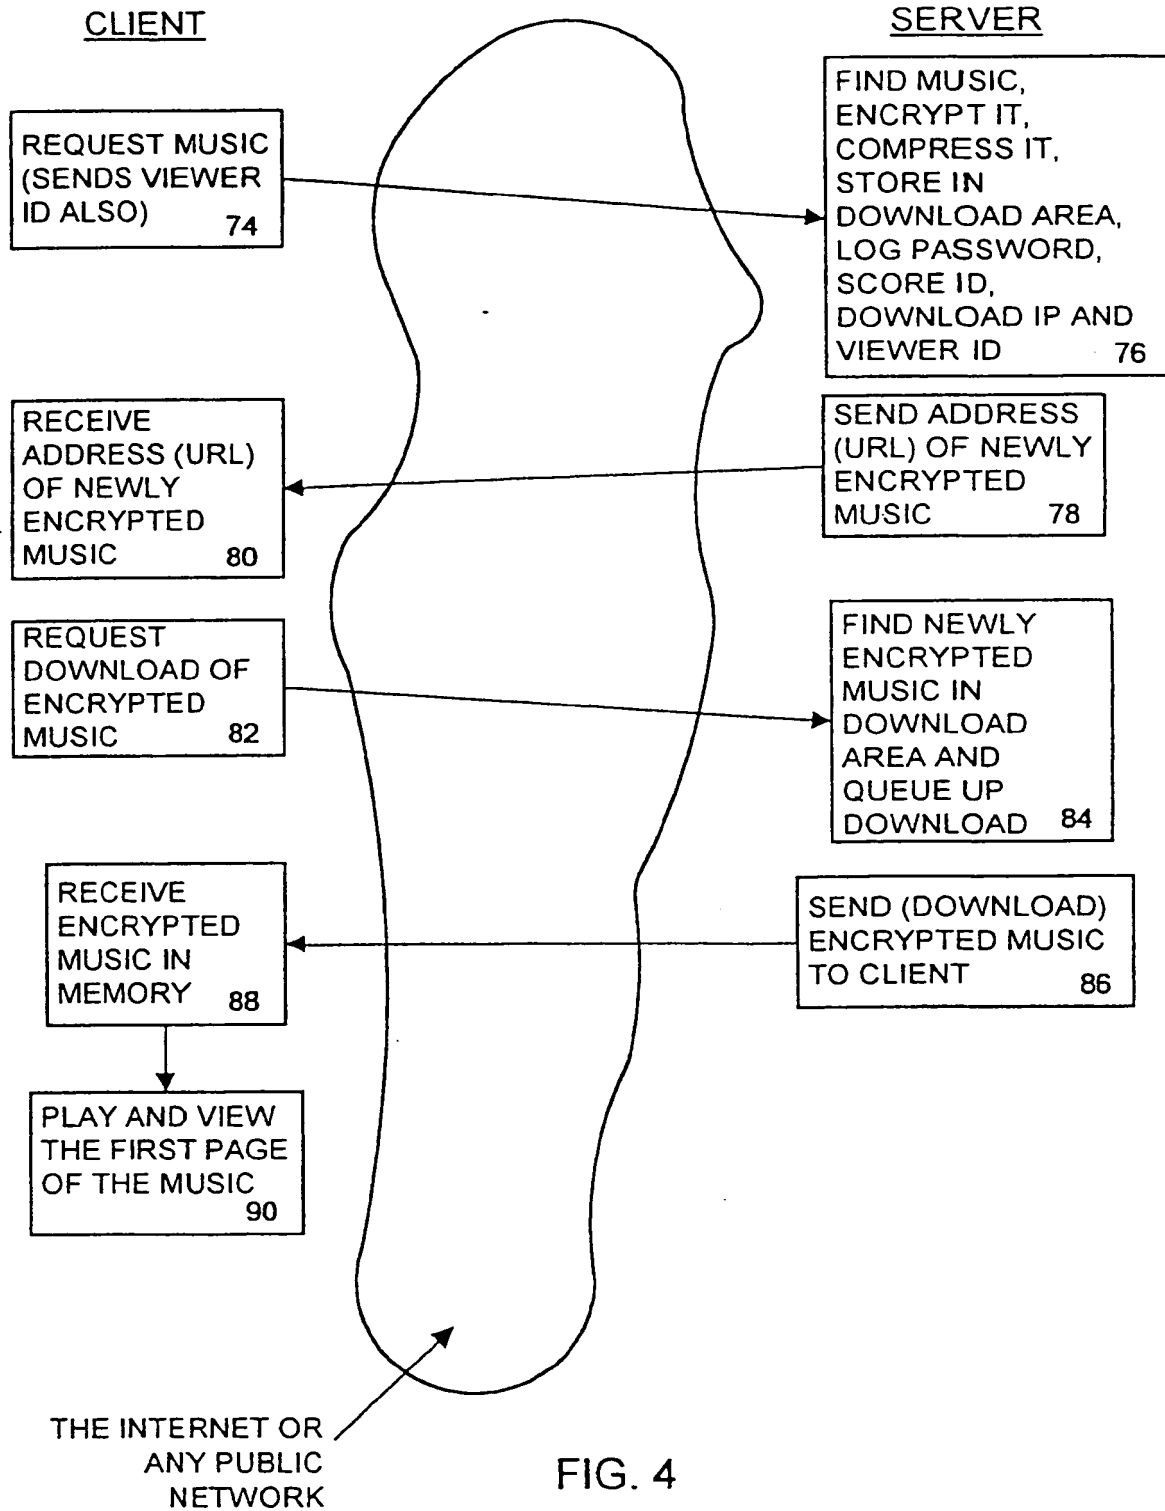 CLIENT
SERVER
REQUEST MUSIC
(SENDS VIEWER
ID ALSO)
74
FIND MUSIC,
ENCRYPT IT,
COMPRESS IT,
STORE IN
DOWNLOAD AREA,
LOG PASSWORD,
SCORE ID,
DOWNLOAD IP AND
VIEWER ID
76
SEND ADDRESS
(URL) OF NEWLY
ENCRYPTED
MUSIC
78
RECEIVE
ADDRESS (URL)
OF NEWLY
ENCRYPTED
MUSIC
80
REQUEST
DOWNLOAD OF
ENCRYPTED
MUSIC
82
FIND NEWLY
ENCRYPTED
MUSIC IN
DOWNLOAD
AREA AND
QUEUE UP
DOWNLOAD
84
SEND (DOWNLOAD)
ENCRYPTED MUSIC
TO CLIENT
86
RECEIVE
ENCRYPTED
MUSIC IN
MEMORY
88
PLAY AND VIEW
THE FIRST PAGE
OF THE MUSIC
90
THE INTERNET OR
ANY PUBLIC
NETWORK
FIG. 4